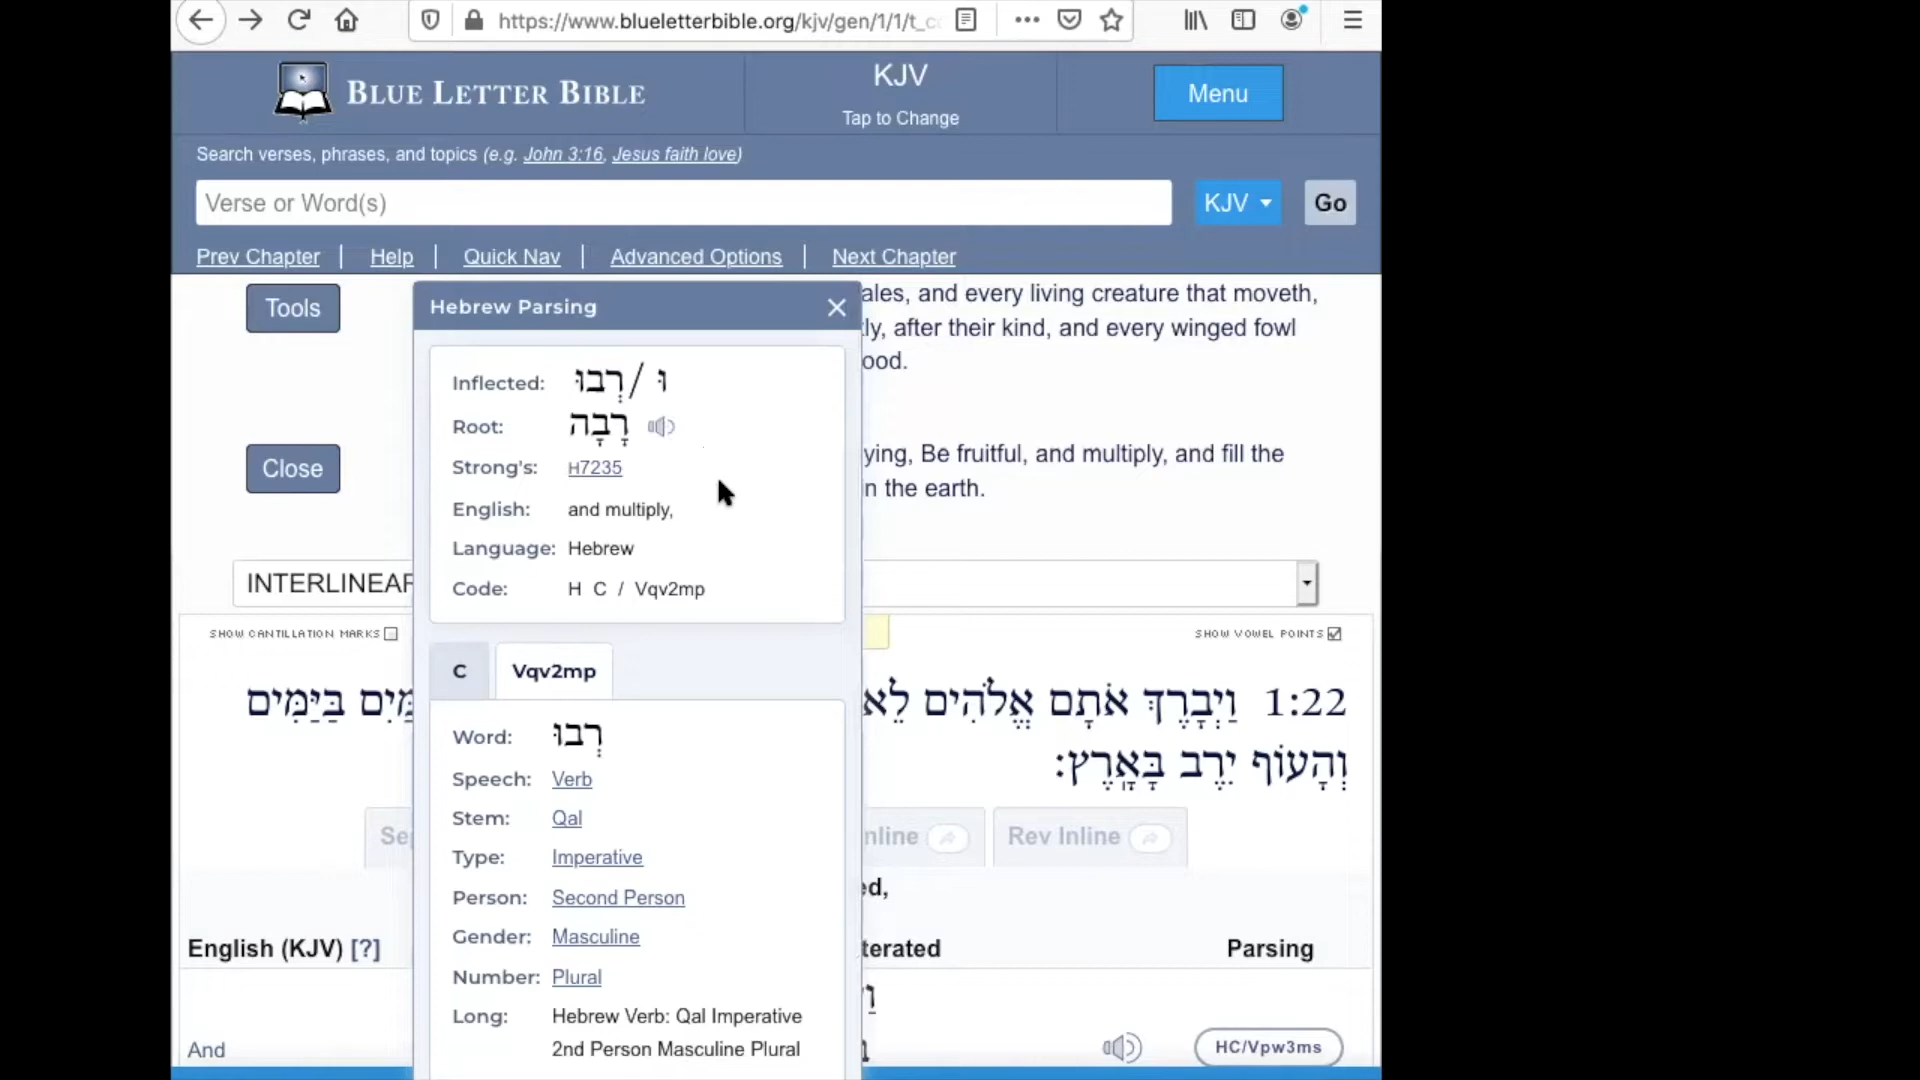 https://www.blueletterbible.org/kjv/gen/1/1/t_c
BLUE LETTER BIBLE
KJV
Tap to Change
Menu
Search verses, phrases, and topics (e.g. John 3:16, Jesus faith love)
Verse or Word(s)
KJV
Go
Prev Chapter | Help | Quick Nav | Advanced Options | Next Chapter
Tools
ales, and every living creature that moveth,
ly, after their kind, and every winged fowl
ood.
Close
ying, Be fruitful, and multiply, and fill the
n the earth.
Hebrew Parsing
Inflected: וּ / רְבוּ
Root: רָבָה
Strong's: H7235
English: and multiply,
Language: Hebrew
Code: H C / Vqv2mp
C Vqv2mp
Word: רְבוּ
Speech: Verb
Stem: Qal
Type: Imperative
Person: Second Person
Gender: Masculine
Number: Plural
Long: Hebrew Verb: Qal Imperative
2nd Person Masculine Plural
INTERLINEAR
SHOW CANTILLATION MARKS
SHOW VOWEL POINTS
1:22 וַיְבָרֶךְ אֹתָם אֱלֹהִים לֵא
מַּיִם בַּיַּמִּים
וְהָעוֹף יִרֶב בָּאָרֶץ׃
Se
nline
Rev Inline
ed,
English (KJV) [?]
terated
Parsing
And
HC/Vpw3ms